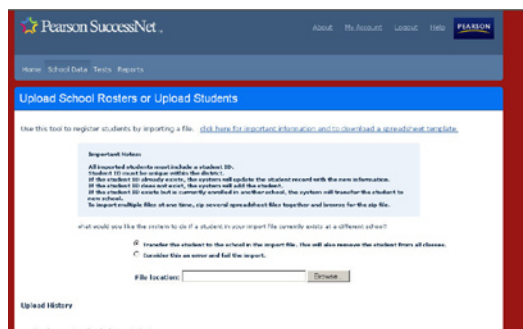 Pearson SuccessNet
About My Account Logout Help PEARSON
Home School Data Tests Reports
Upload School Rosters or Upload Students
Use this tool to register students by importing a file. click here for important information and to download a spreadsheet template.
Important Notes:
All imported students must include a student ID.
Student ID must be unique within the district.
If the student ID already exists, the system will update the student record with the new information.
If the student ID does not exist, the system will add the student.
If the student ID exists but is currently enrolled in another school, the system will transfer the student to
new school.
To import multiple files at one time, zip several spreadsheet files together and browse for the zip file.
What would you like the system to do if a student in your import file currently exists at a different school?
Transfer the student to the school in the import file. This will also remove the student from all classes.
Consider this an error and fail the import.
File location: Browse...
Upload History